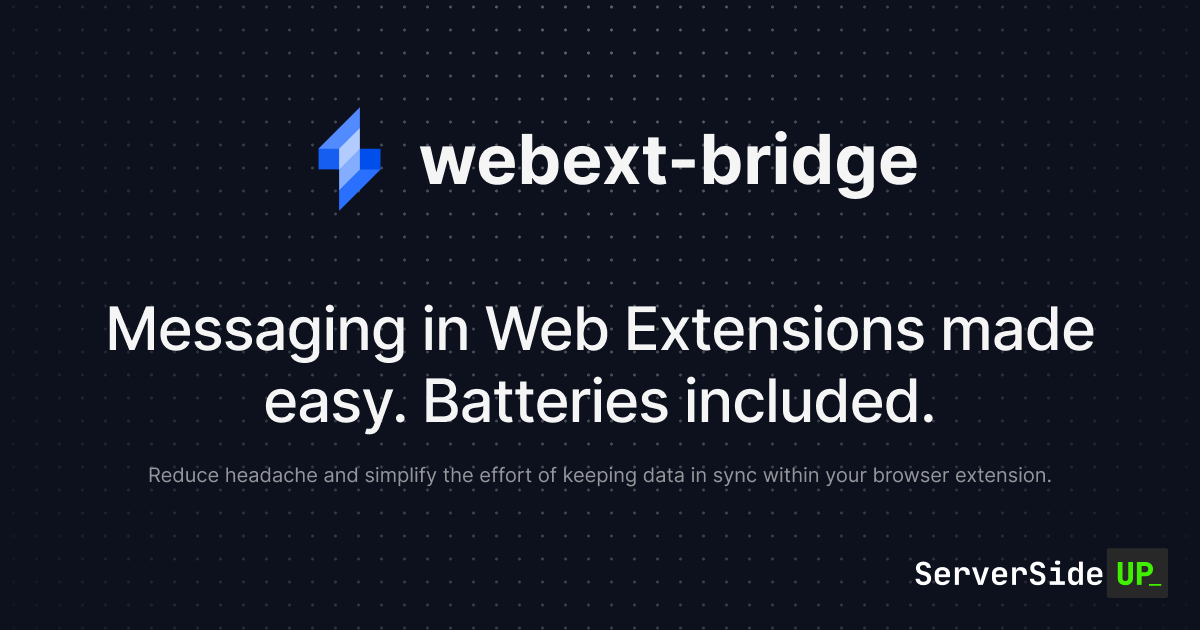 webext-bridge
Messaging in Web Extensions made
easy. Batteries included.
Reduce headache and simplify the effort of keeping data in sync within your browser extension.
ServerSide UP_